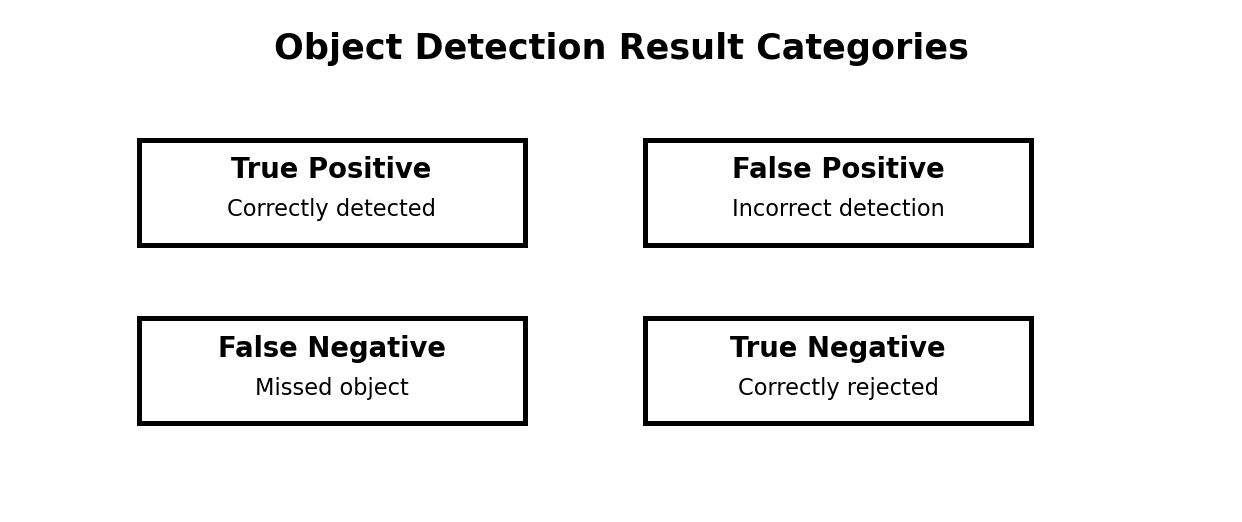 Object Detection Result Categories
True Positive
Correctly detected
False Positive
Incorrect detection
False Negative
Missed object
True Negative
Correctly rejected